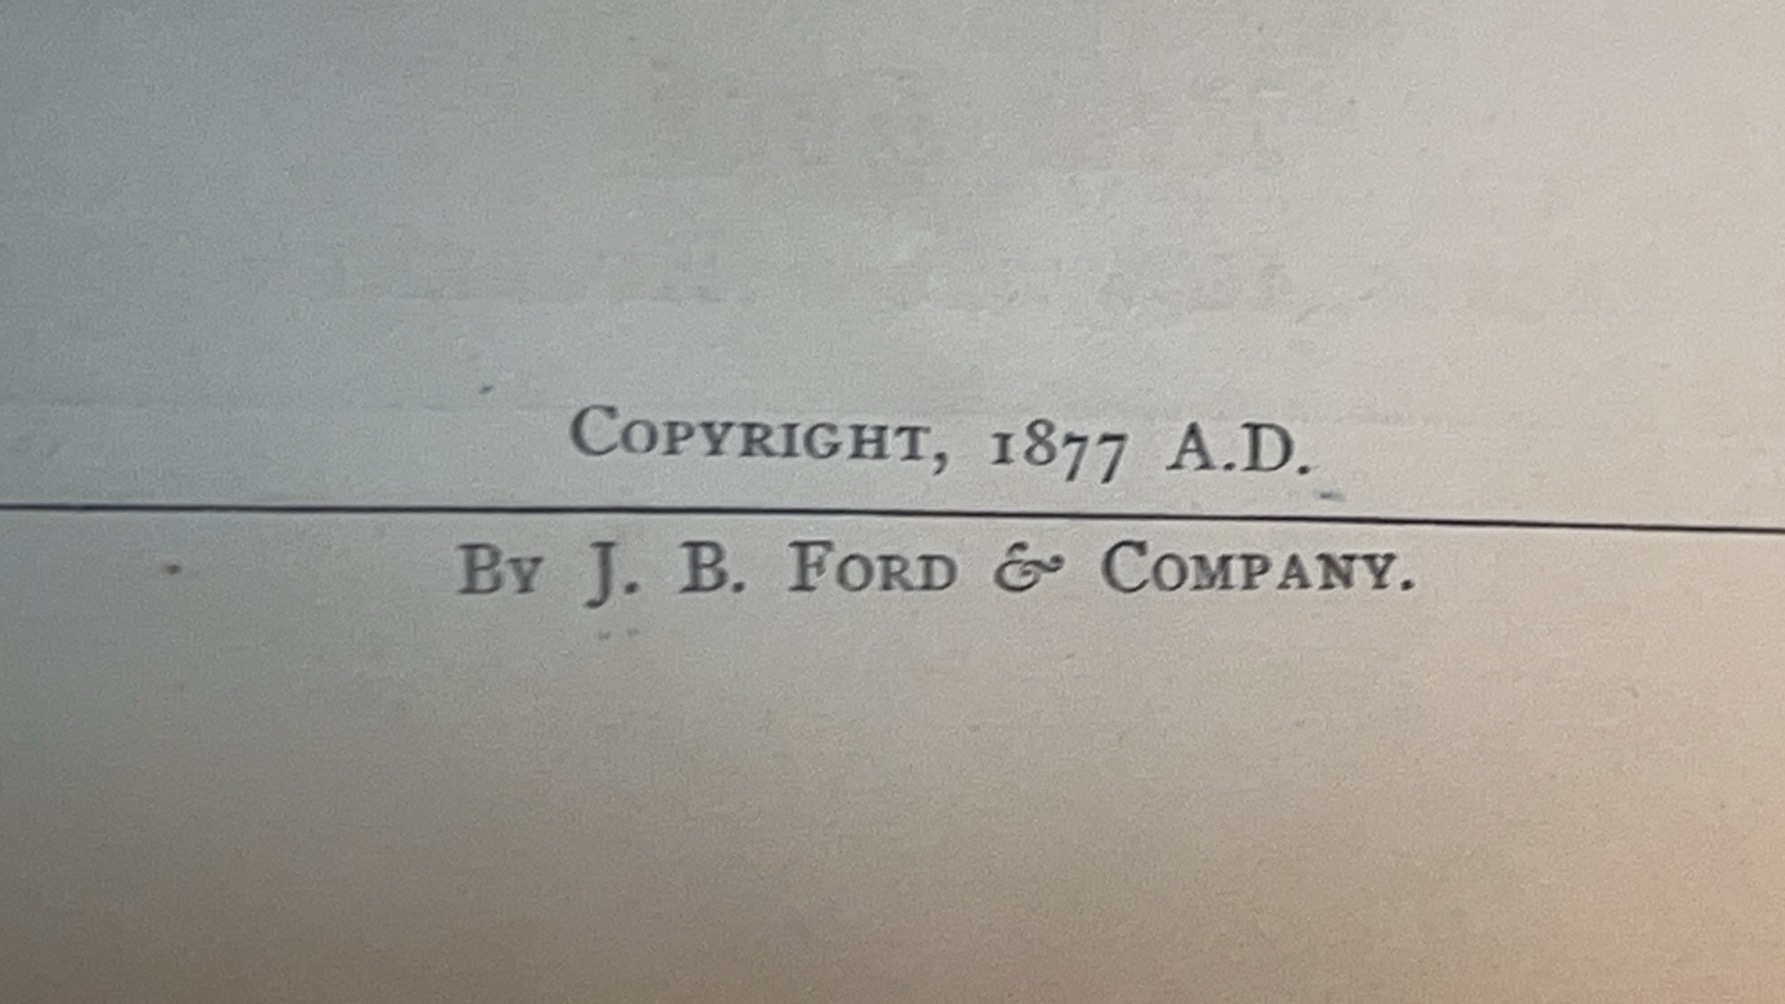 Copyright, 1877 A.D.
By J. B. Ford & Company.